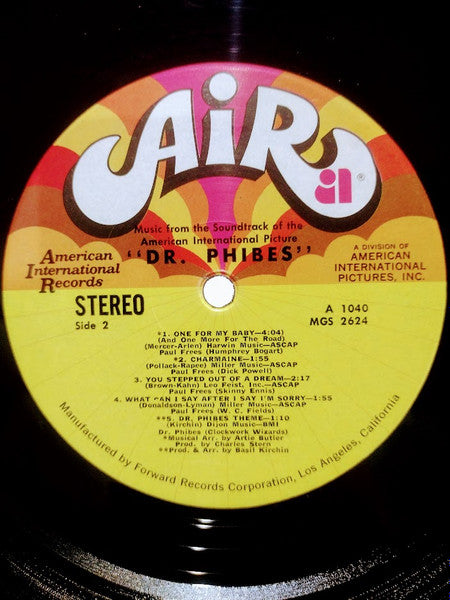 AIR
ai®
Music from the Soundtrack of the
American International Picture
"DR. PHIBES"
American
International
Records
A DIVISION OF
AMERICAN
INTERNATIONAL
PICTURES, INC.
STEREO
Side 2
A 1040
MGS 2624
*1. ONE FOR MY BABY—4:04)
(And One More For The Road)
(Mercer-Arlen) Harwin Music—ASCAP
Paul Frees (Humphrey Bogart)
*2. CHARMAINE—1:55
(Pollack-Rapee) Miller Music—ASCAP
Paul Frees (Dick Powell)
3. YOU STEPPED OUT OF A DREAM—2:17
(Brown-Kahn) Leo Feist, Inc.—ASCAP
Paul Frees (Skinny Ennis)
4. WHAT "AN I SAY AFTER I SAY I'M SORRY—1:55
(Donaldson-Lyman) Miller Music—ASCAP
Paul Frees (W. C. Fields)
**5. DR. PHIBES THEME—1:10
(Kirchin) Dijon Music—BMI
Dr. Phibes (Clockwork Wizards)
*Musical Arr. by Artie Butler
Prod. by Charles Stern
**Prod. & Arr. by Basil Kirchin
Manufactured by Forward Records Corporation, Los Angeles, California